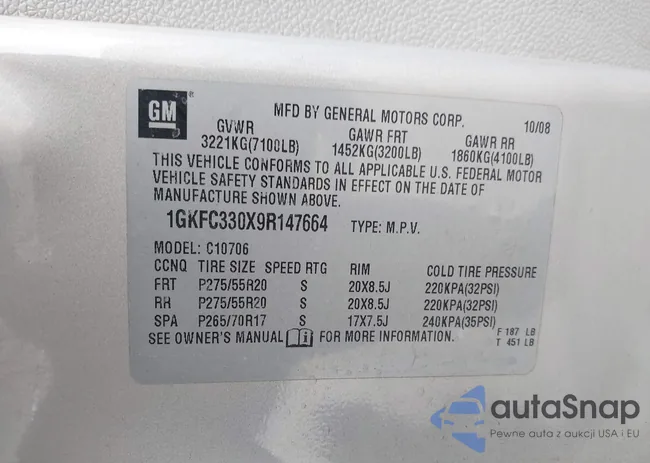 GM
MFD BY GENERAL MOTORS CORP. 10/08
GVWR GAWR FRT GAWR RR
3221KG(7100LB) 1452KG(3200LB) 1860KG(4100LB)
THIS VEHICLE CONFORMS TO ALL APPLICABLE U.S. FEDERAL MOTOR
VEHICLE SAFETY STANDARDS IN EFFECT ON THE DATE OF
MANUFACTURE SHOWN ABOVE.
1GKFC330X9R147664 TYPE: M.P.V.
MODEL: C10706
CCNQ TIRE SIZE SPEED RTG RIM COLD TIRE PRESSURE
FRT P275/55R20 S 20X8.5J 220KPA(32PSI)
RR P275/55R20 S 20X8.5J 220KPA(32PSI)
SPA P265/70R17 S 17X7.5J 240KPA(35PSI)
SEE OWNER'S MANUAL FOR MORE INFORMATION.
F 187 LB
T 451 LB
autoSnap
Pewne auta z aukcji USA i EU